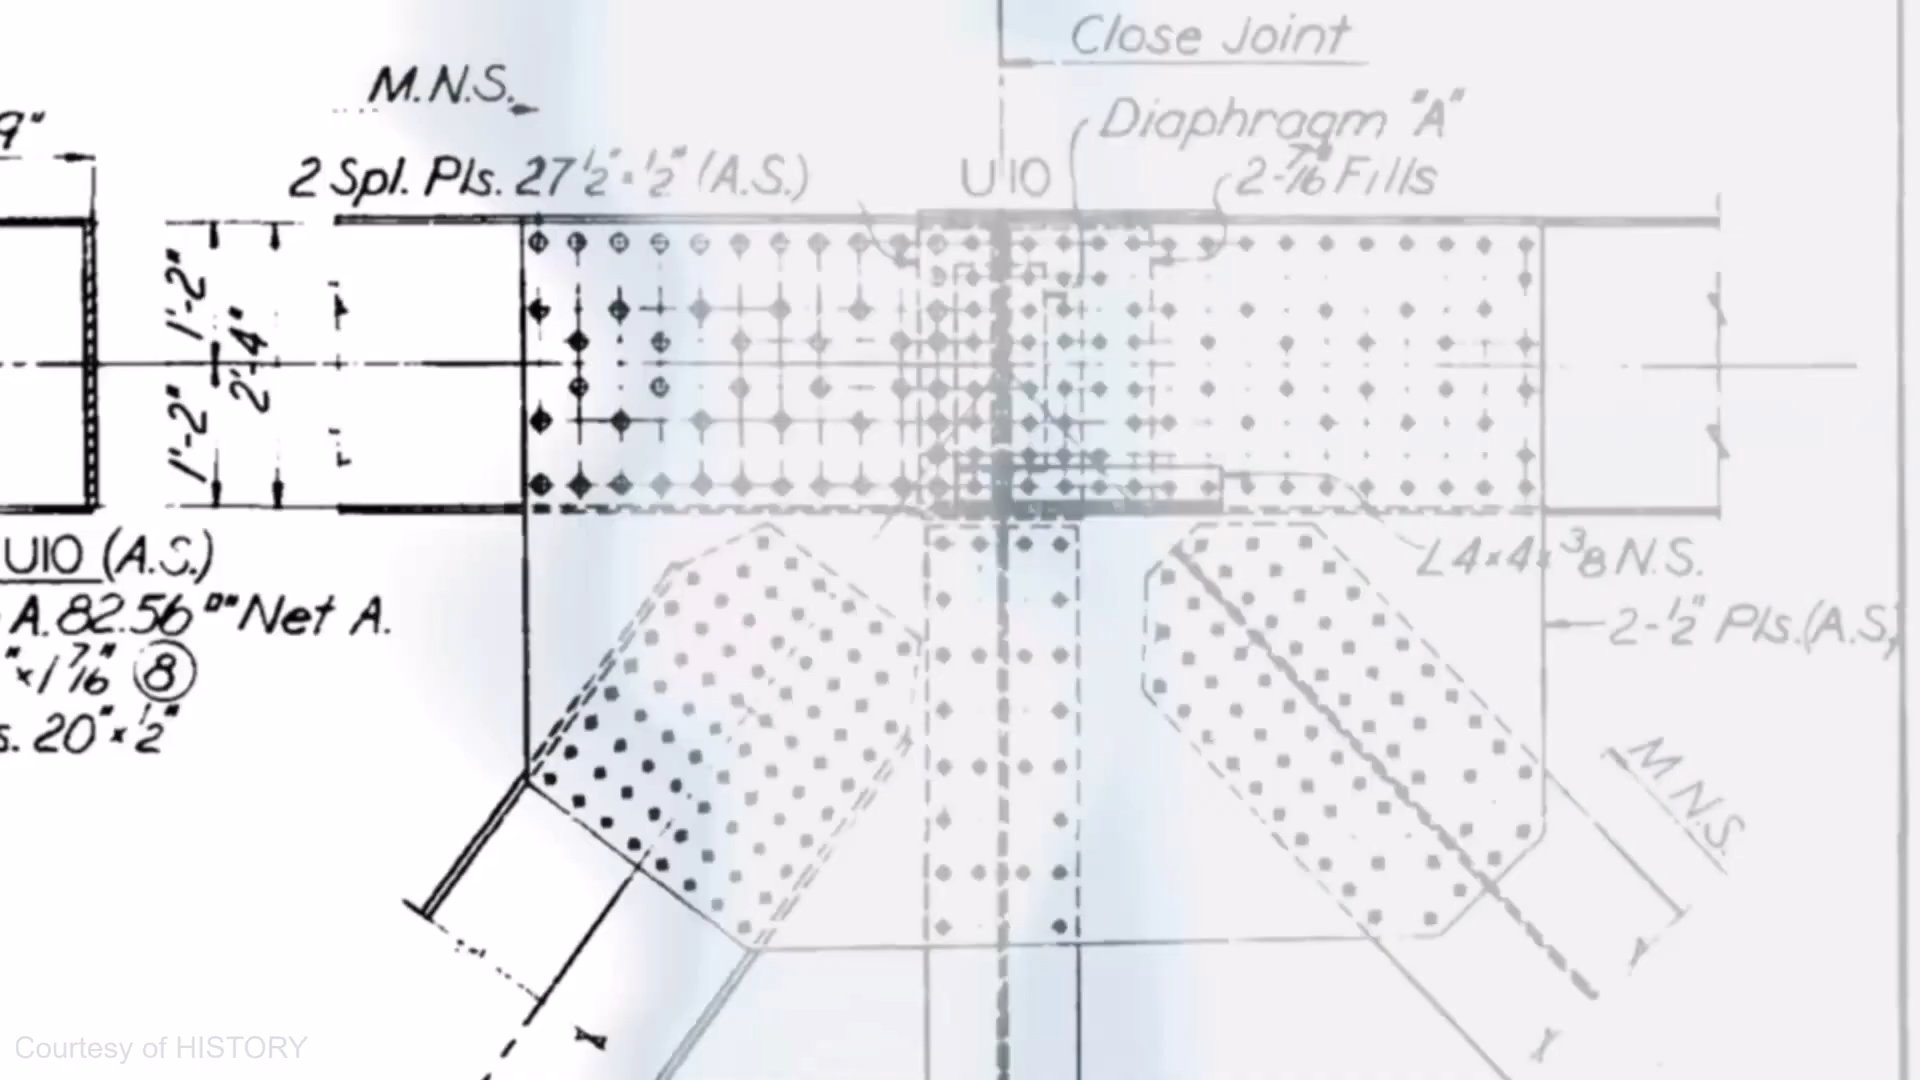 Close Joint
M.N.S.
Diaphragm "A"
9"
2 Spl. Pls. 27½"×½" (A.S.)
U10
2-7/16" Fills
1'-2"
2'-4"
1'-2"
U10 (A.S.)
L4×4×3/8 N.S.
A. 82.56 □" Net A.
2-½" Pls. (A.S.
"×1 7/16" ⑧
s. 20"×½"
M.N.S.
Courtesy of HISTORY